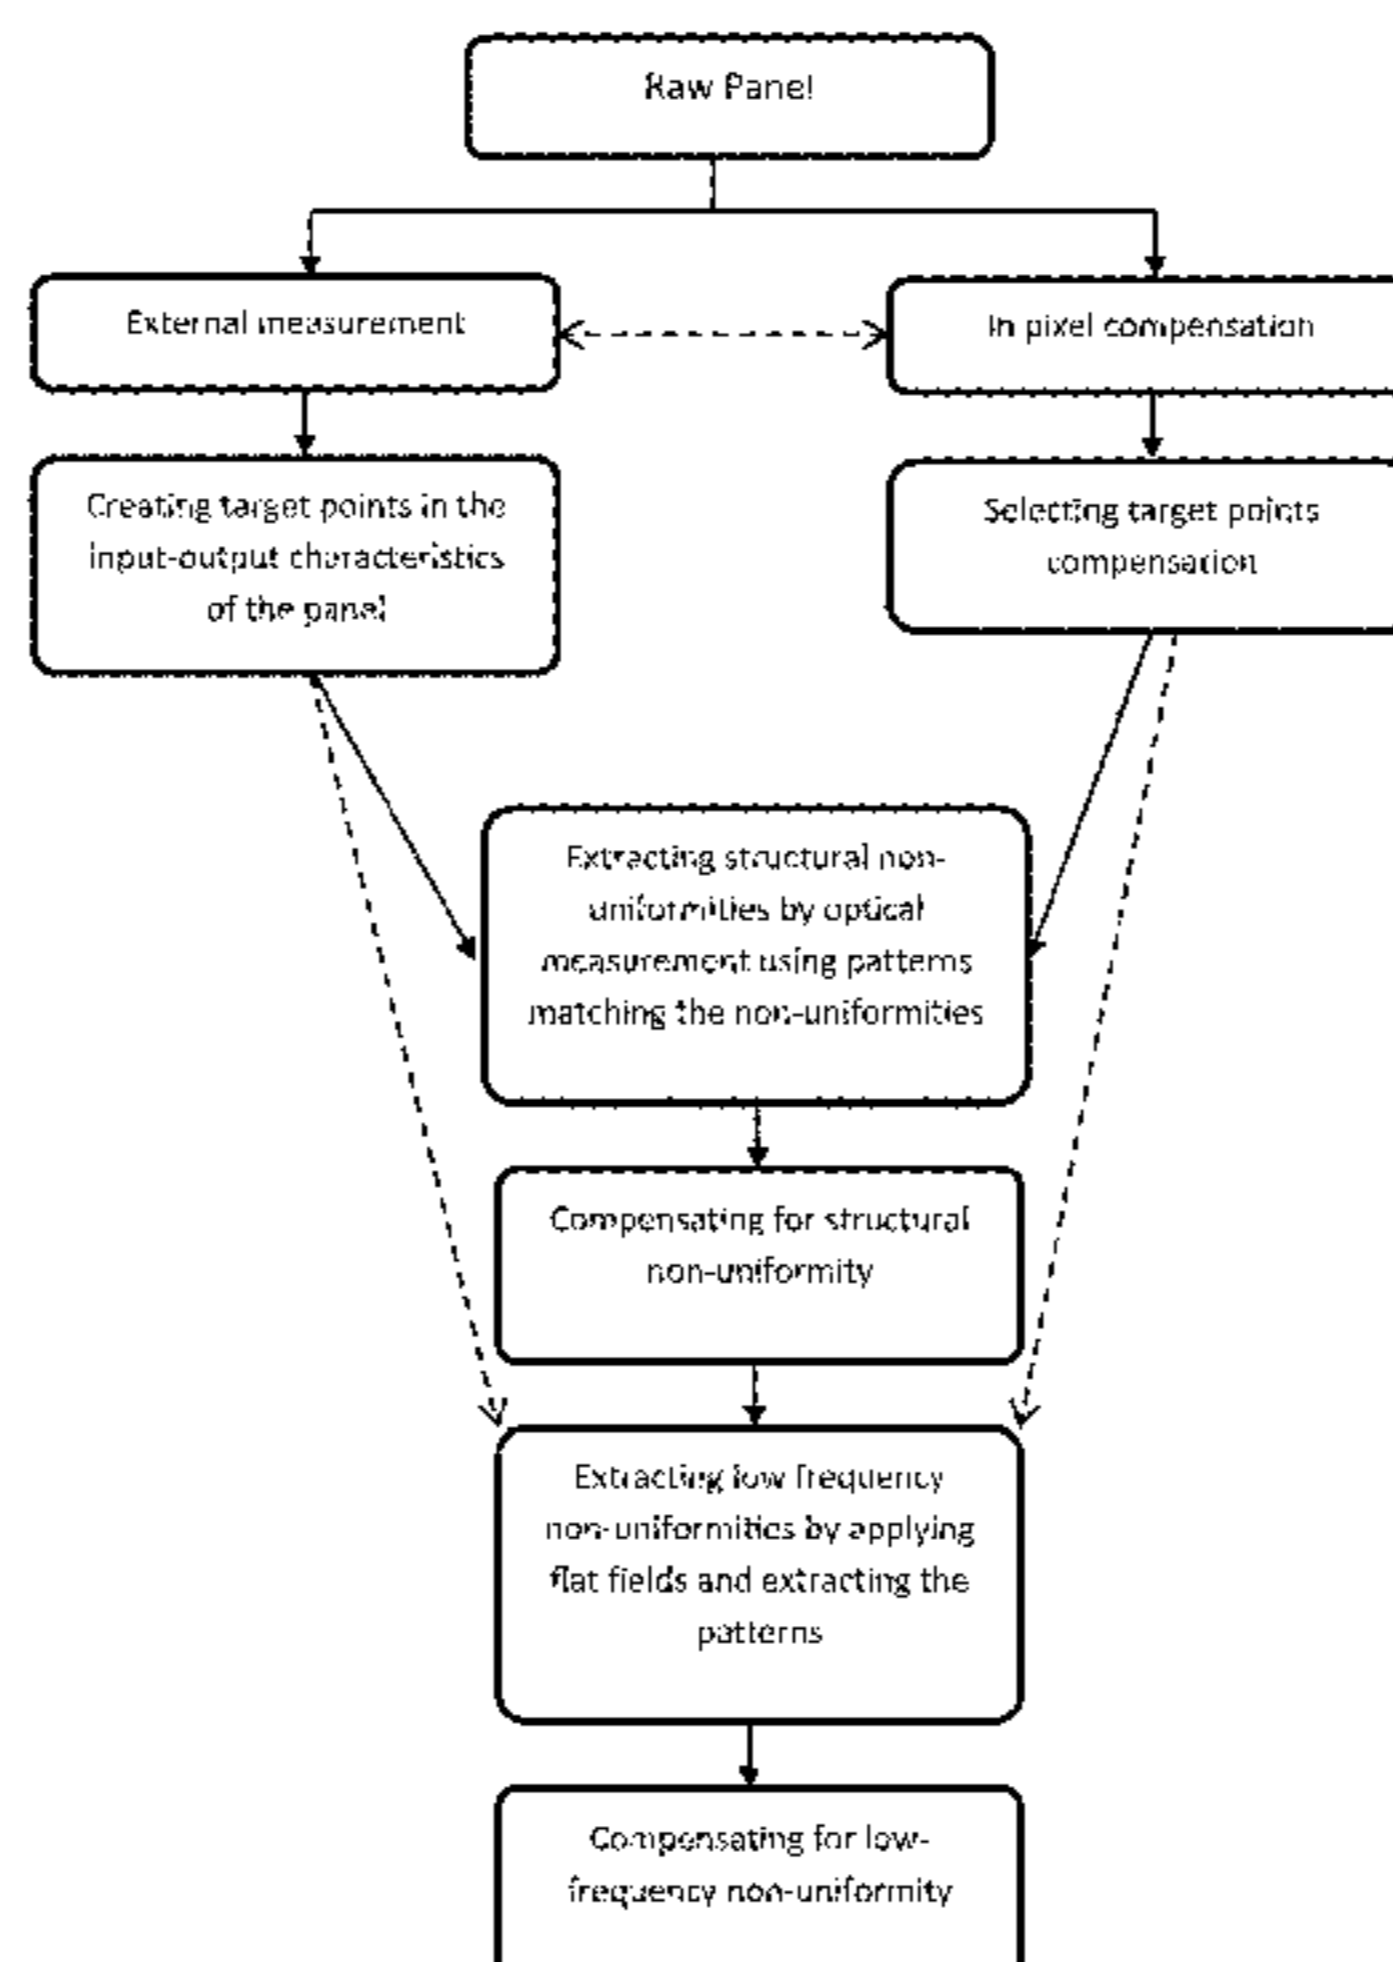 Raw Panel
External measurement
In pixel compensation
Creating target points in the
input-output characteristics
of the panel
Selecting target points
compensation
Extracting structural non-
uniformities by optical
measurement using patterns
matching the non-uniformities
Compensating for structural
non-uniformity
Extracting low frequency
non-uniformities by applying
flat fields and extracting the
patterns
Compensating for low-
frequency non-uniformity